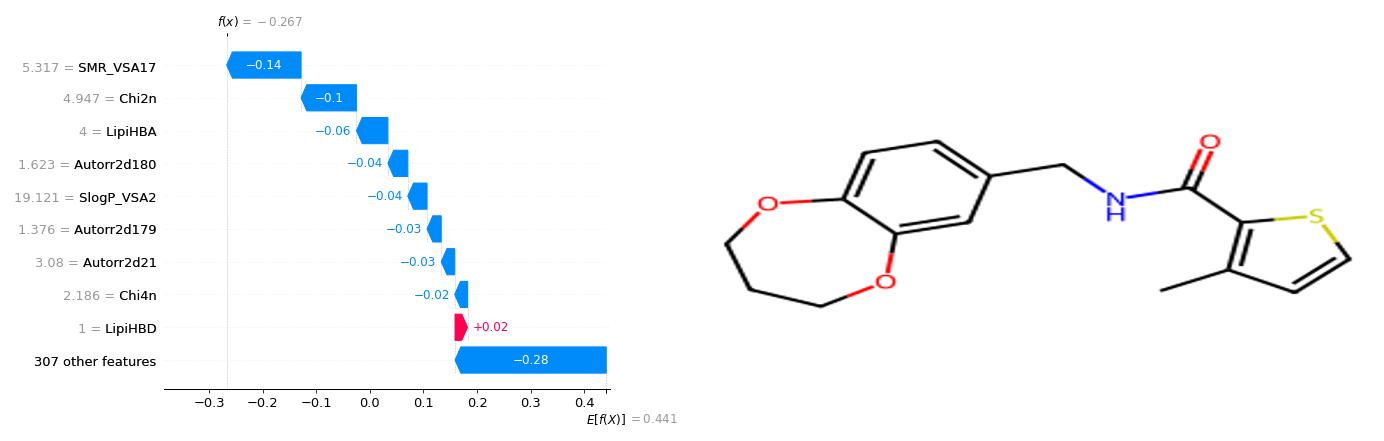 f(x) = −0.267
5.317 = SMR_VSA17
−0.14
4.947 = Chi2n
−0.1
4 = LipiHBA
−0.06
1.623 = Autorr2d180
−0.04
19.121 = SlogP_VSA2
−0.04
1.376 = Autorr2d179
−0.03
3.08 = Autorr2d21
−0.03
2.186 = Chi4n
−0.02
1 = LipiHBD
+0.02
307 other features
−0.28
−0.3 −0.2 −0.1 0.0 0.1 0.2 0.3 0.4
E[f(X)] = 0.441
O
O
N
H
O
S